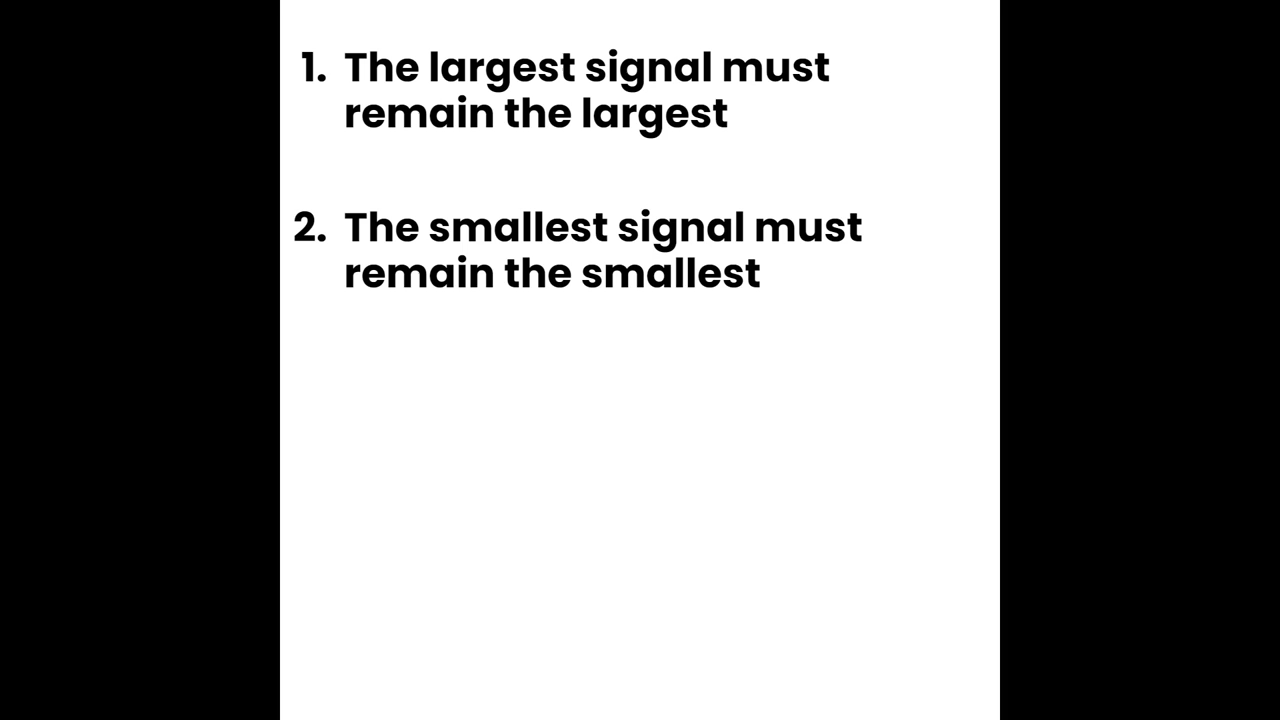 1. The largest signal must
remain the largest
2. The smallest signal must
remain the smallest